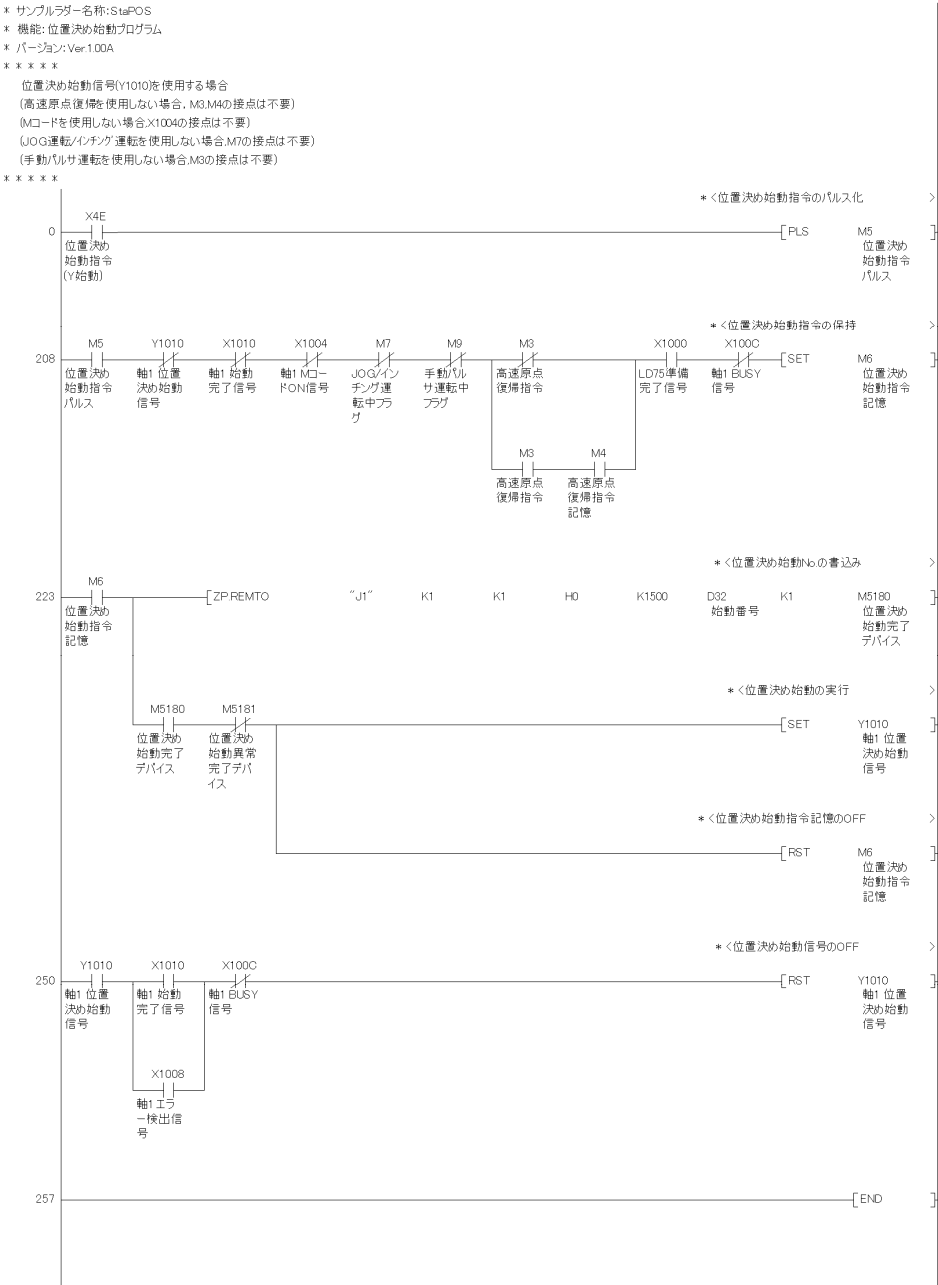 * サンプルラダー名称:StaPOS
* 機能:位置決め始動プログラム
* バージョン:Ver.1.00A
* * * * *
位置決め始動信号(Y1010)を使用する場合
(高速原点復帰を使用しない場合, M3,M4の接点は不要)
(Mコードを使用しない場合,X1004の接点は不要)
(JOG運転/インチング運転を使用しない場合,M7の接点は不要)
(手動パルサ運転を使用しない場合,M3の接点は不要)
* * * * *
* <位置決め始動指令のパルス化 >
X4E
0 [ PLS M5 ]
位置決め 位置決め
始動指令 始動指令
(Y始動) パルス
* <位置決め始動指令の保持 >
M5 Y1010 X1010 X1004 M7 M9 M3 X1000 X100C
208 [ SET M6 ]
位置決め 軸1 位置 軸1 始動 軸1 Mコー JOG/イン 手動パル 高速原点 LD75準備 軸1 BUSY 位置決め
始動指令 決め始動 完了信号 ドON信号 チング運 サ運転中 復帰指令 完了信号 信号 始動指令
パルス 信号 転中フラ フラグ 記憶
グ
M3 M4
高速原点 高速原点
復帰指令 復帰指令
記憶
* <位置決め始動No.の書込み >
M6
223 [ ZP.REMTO "J1" K1 K1 H0 K1500 D32 K1 M5180 ]
位置決め 始動番号 位置決め
始動指令 始動完了
記憶 デバイス
* <位置決め始動の実行 >
M5180 M5181
[ SET Y1010 ]
位置決め 位置決め 軸1 位置
始動完了 始動異常 決め始動
デバイス 完了デバ 信号
イス
* <位置決め始動指令記憶のOFF >
[ RST M6 ]
位置決め
始動指令
記憶
* <位置決め始動信号のOFF >
Y1010 X1010 X100C
250 [ RST Y1010 ]
軸1 位置 軸1 始動 軸1 BUSY 軸1 位置
決め始動 完了信号 信号 決め始動
信号 信号
X1008
軸1 エラ
ー検出信
号
257 [ END ]